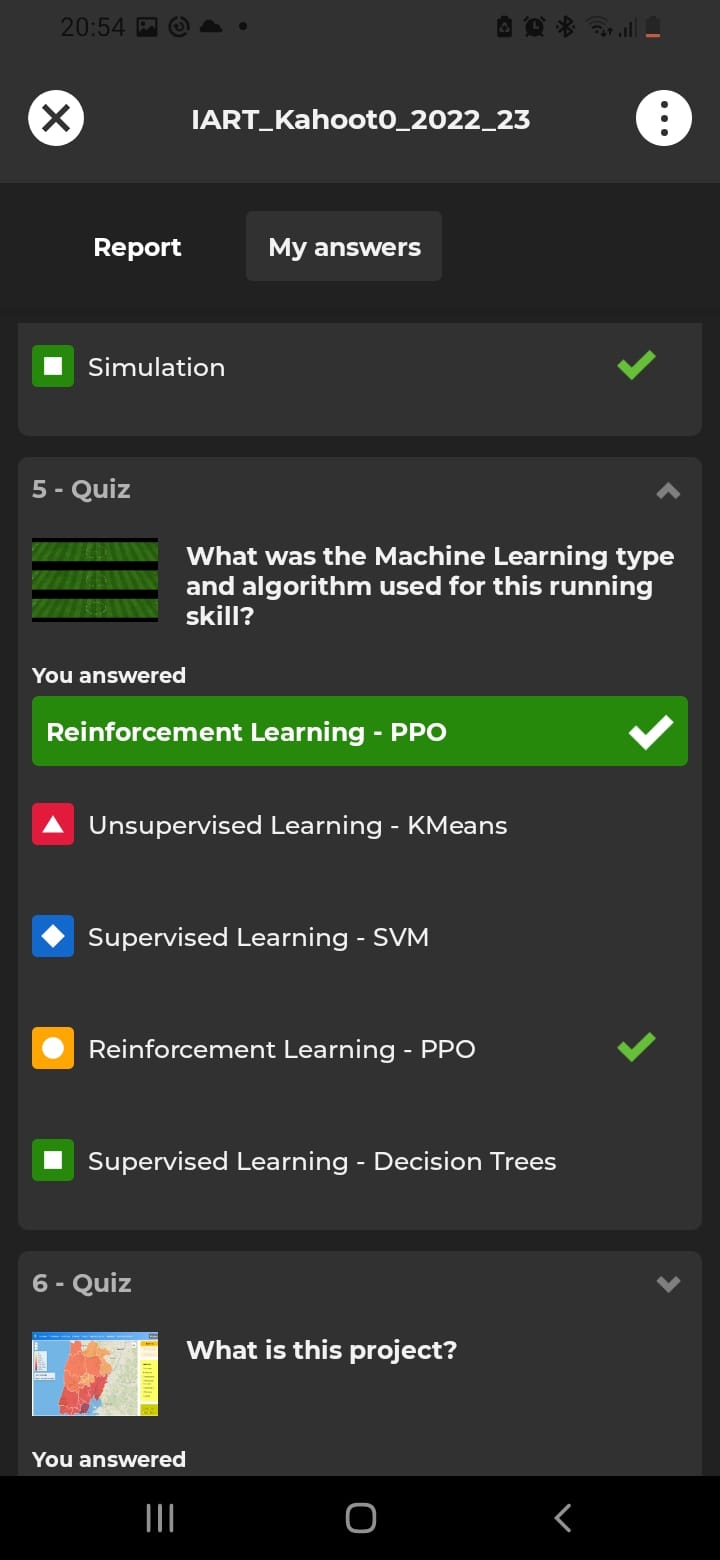 20:54
IART_Kahoot0_2022_23
Report
My answers
Simulation
5 - Quiz
What was the Machine Learning type
and algorithm used for this running
skill?
You answered
Reinforcement Learning - PPO
Unsupervised Learning - KMeans
Supervised Learning - SVM
Reinforcement Learning - PPO
Supervised Learning - Decision Trees
6 - Quiz
What is this project?
You answered